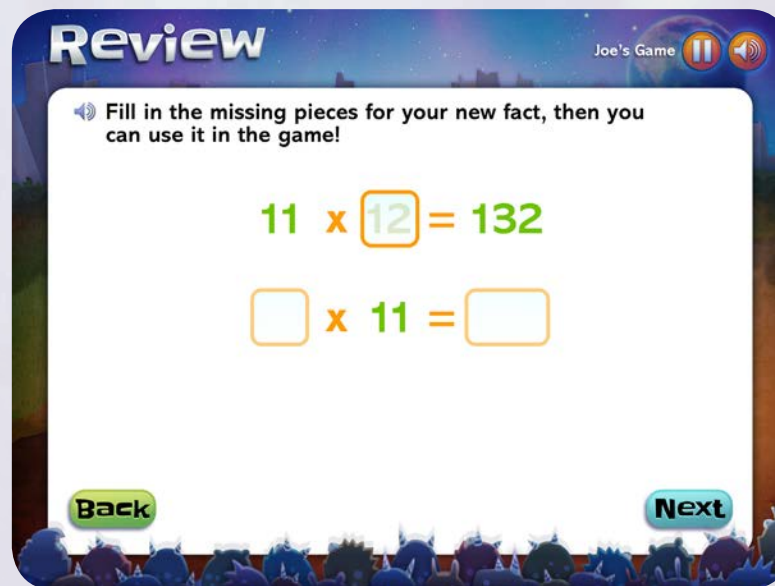 Review
Joe's Game
Fill in the missing pieces for your new fact, then you
can use it in the game!
11 x 12 = 132
x 11 =
Back
Next